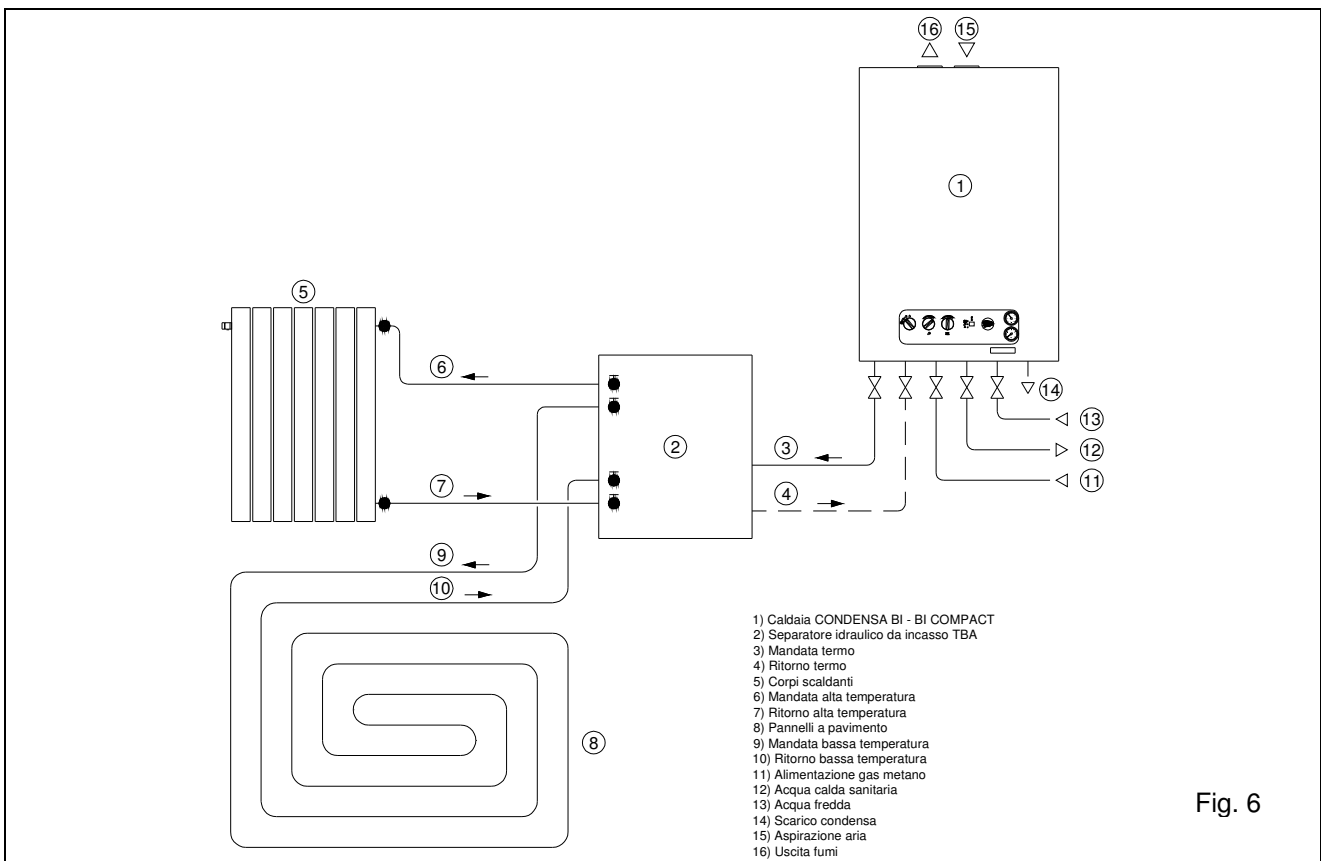 16
15
1
5
6
14
13
2
3
12
7
4
11
9
10
8
1) Caldaia CONDENSA BI - BI COMPACT
2) Separatore idraulico da incasso TBA
3) Mandata termo
4) Ritorno termo
5) Corpi scaldanti
6) Mandata alta temperatura
7) Ritorno alta temperatura
8) Pannelli a pavimento
9) Mandata bassa temperatura
10) Ritorno bassa temperatura
11) Alimentazione gas metano
12) Acqua calda sanitaria
13) Acqua fredda
14) Scarico condensa
15) Aspirazione aria
16) Uscita fumi
Fig. 6